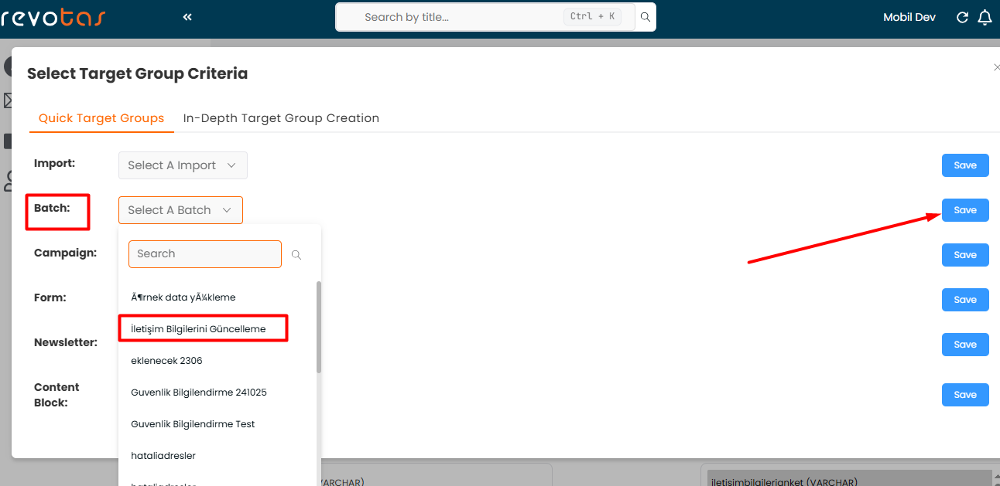 revotas
Search by title...
Ctrl + K
Mobil Dev
Select Target Group Criteria
Quick Target Groups
In-Depth Target Group Creation
Import:
Select A Import
Save
Batch:
Select A Batch
Save
Search
Campaign:
Save
Form:
Save
Newsletter:
Save
Content
Block:
Save
Ã¶rnek data yÃ¼kleme
İletişim Bilgilerini Güncelleme
eklenecek 2306
Guvenlik Bilgilendirme 241025
Guvenlik Bilgilendirme Test
hataliadresler
hataliadresler
VARCHAR)
iletisimbilgilerianket (VARCHAR)